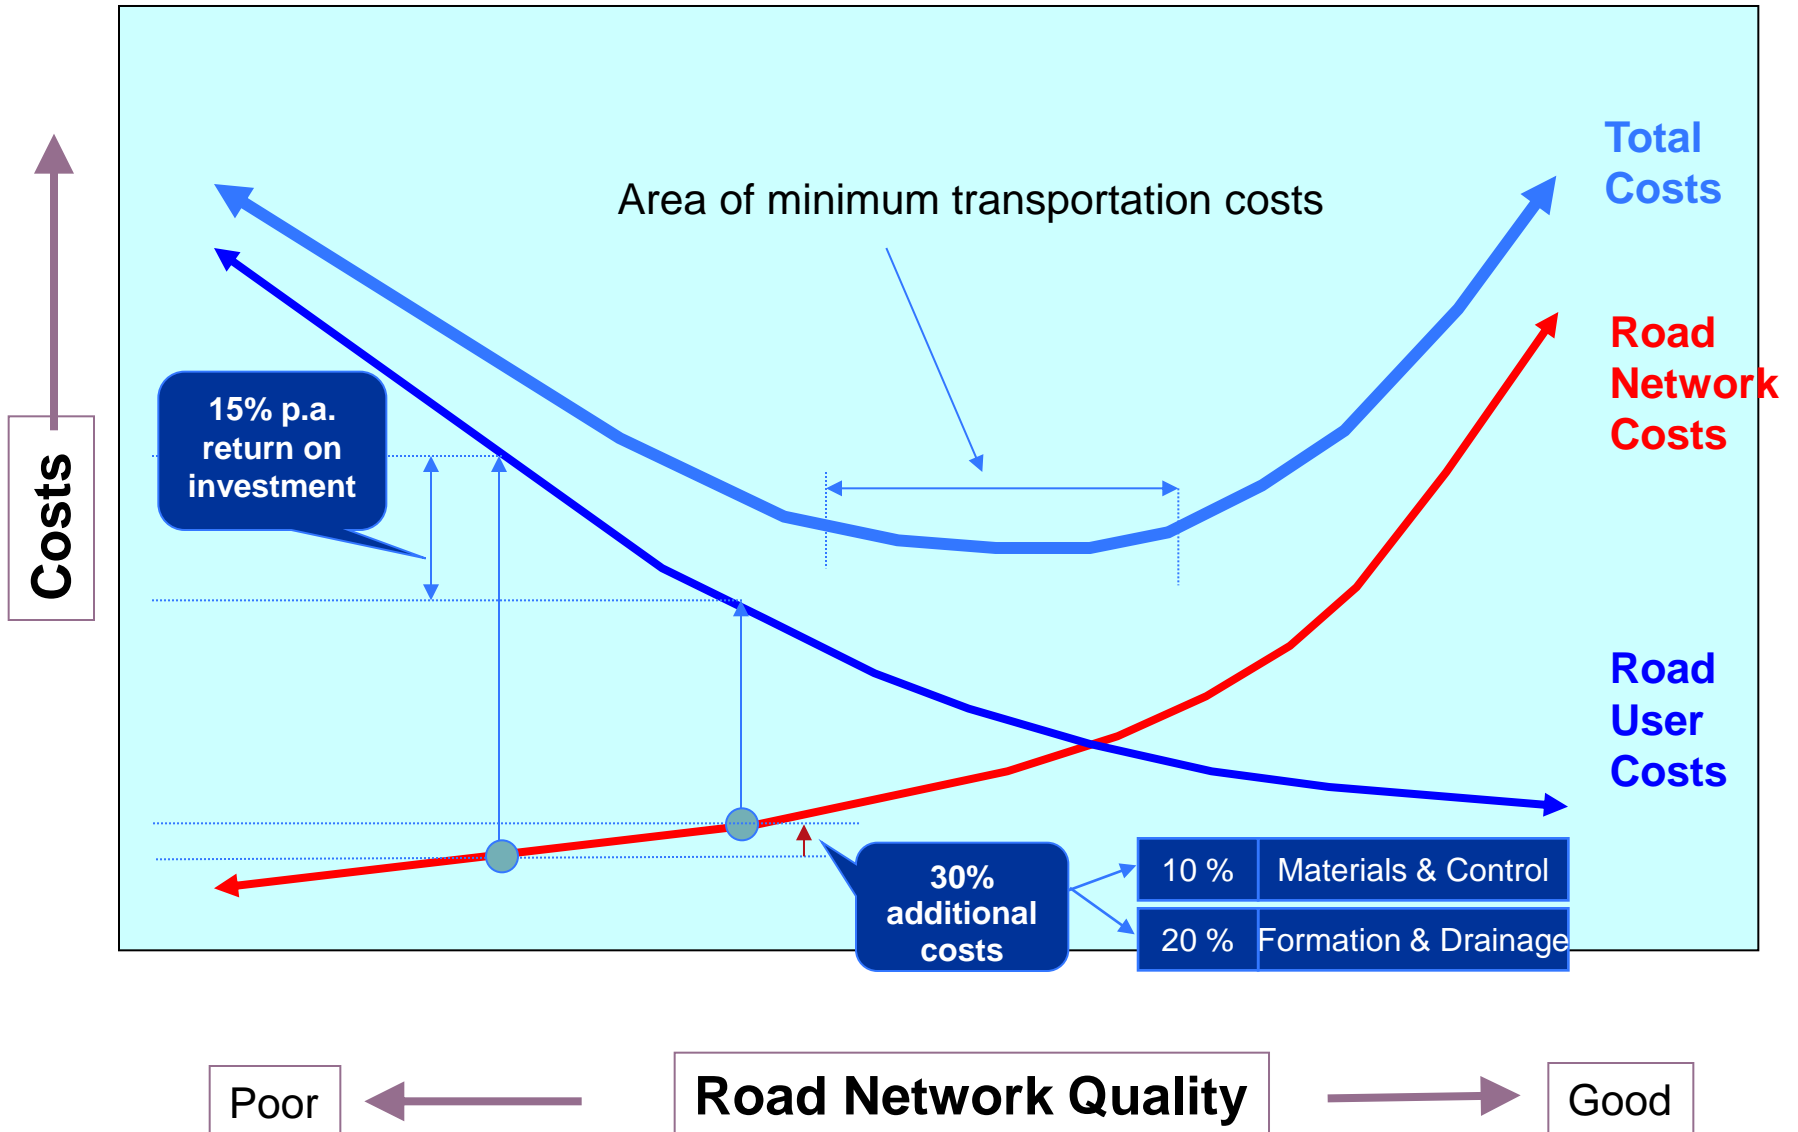 Total
Costs
Area of minimum transportation costs
Road
Network
Costs
15% p.a.
return on
investment
Costs
Road
User
Costs
30%
additional
costs
10 % Materials & Control
20 % Formation & Drainage
Poor
Road Network Quality
Good